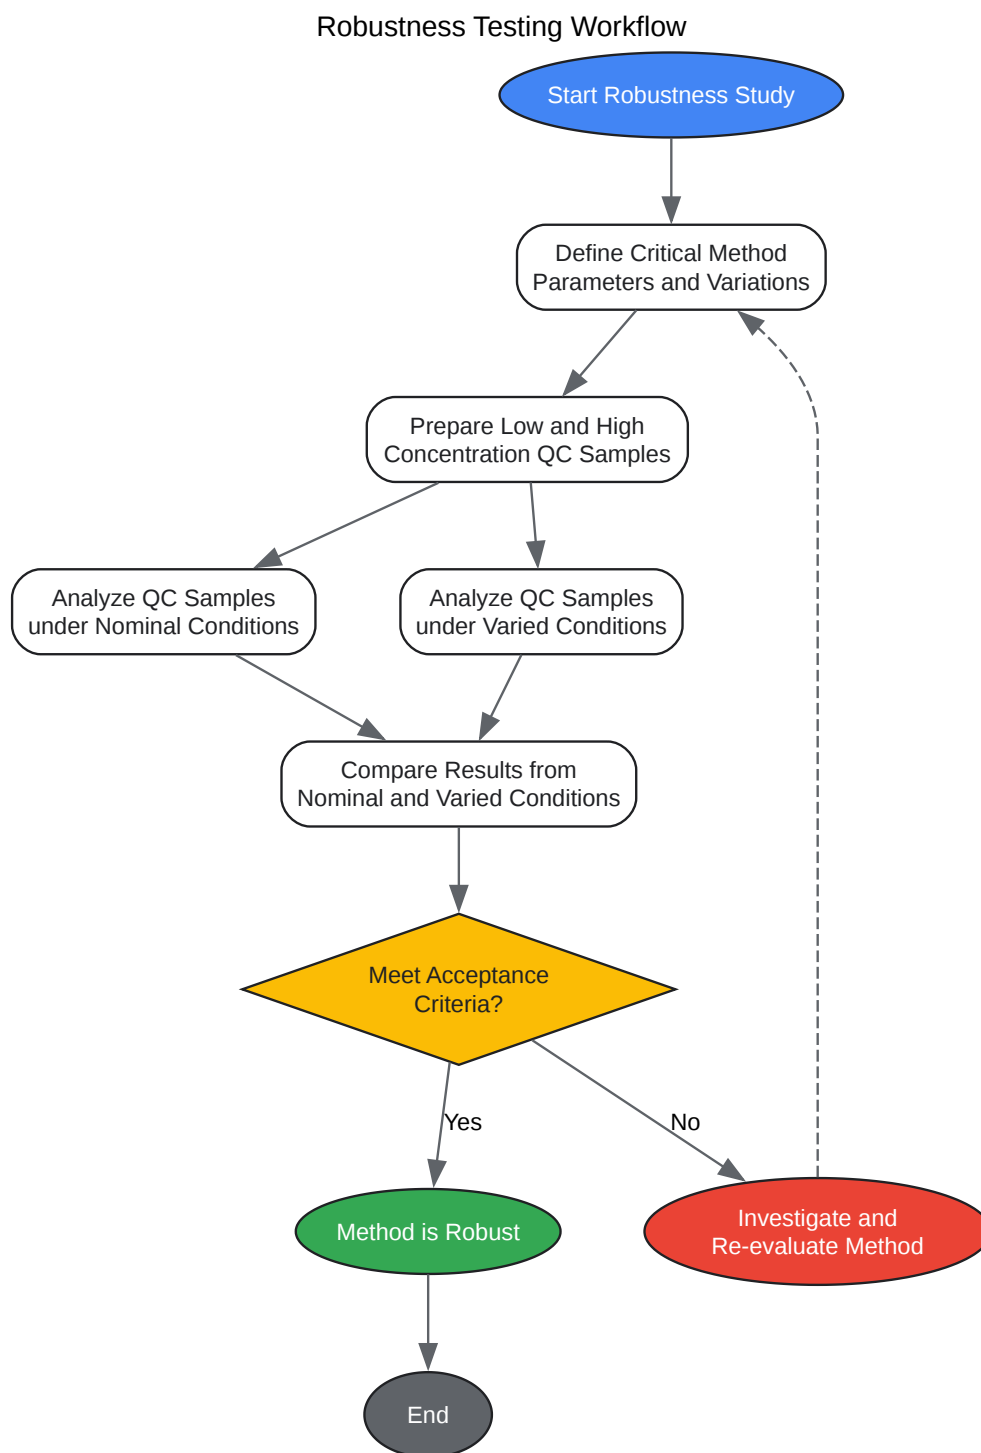 Robustness Testing Workflow
Start Robustness Study
Define Critical Method
Parameters and Variations
Prepare Low and High
Concentration QC Samples
Analyze QC Samples
under Nominal Conditions
Analyze QC Samples
under Varied Conditions
Compare Results from
Nominal and Varied Conditions
Meet Acceptance
Criteria?
Yes
No
Method is Robust
Investigate and
Re-evaluate Method
End